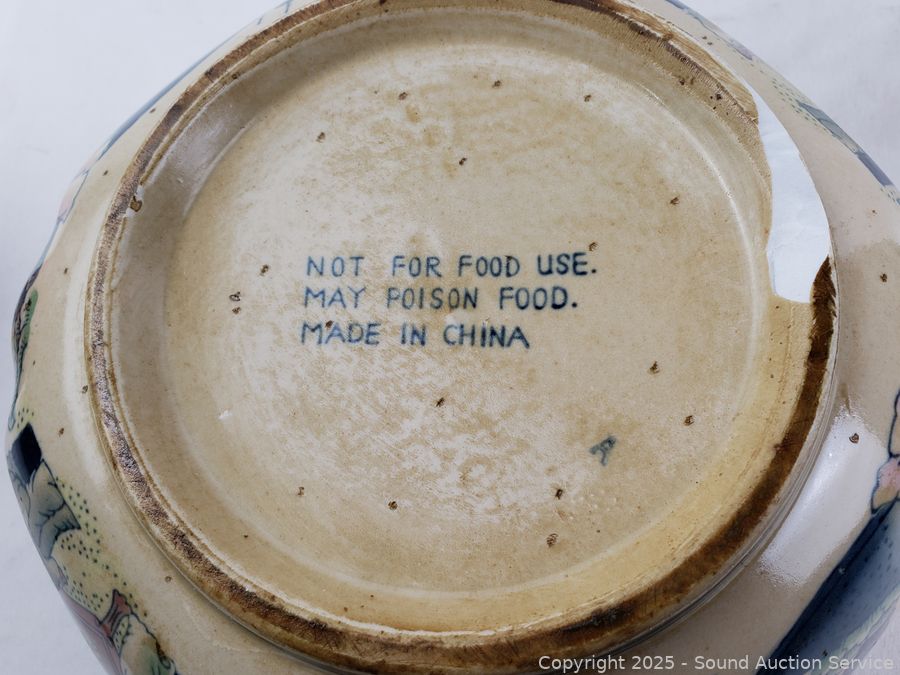 NOT FOR FOOD USE.
MAY POISON FOOD.
MADE IN CHINA
A
Copyright 2025 - Sound Auction Service